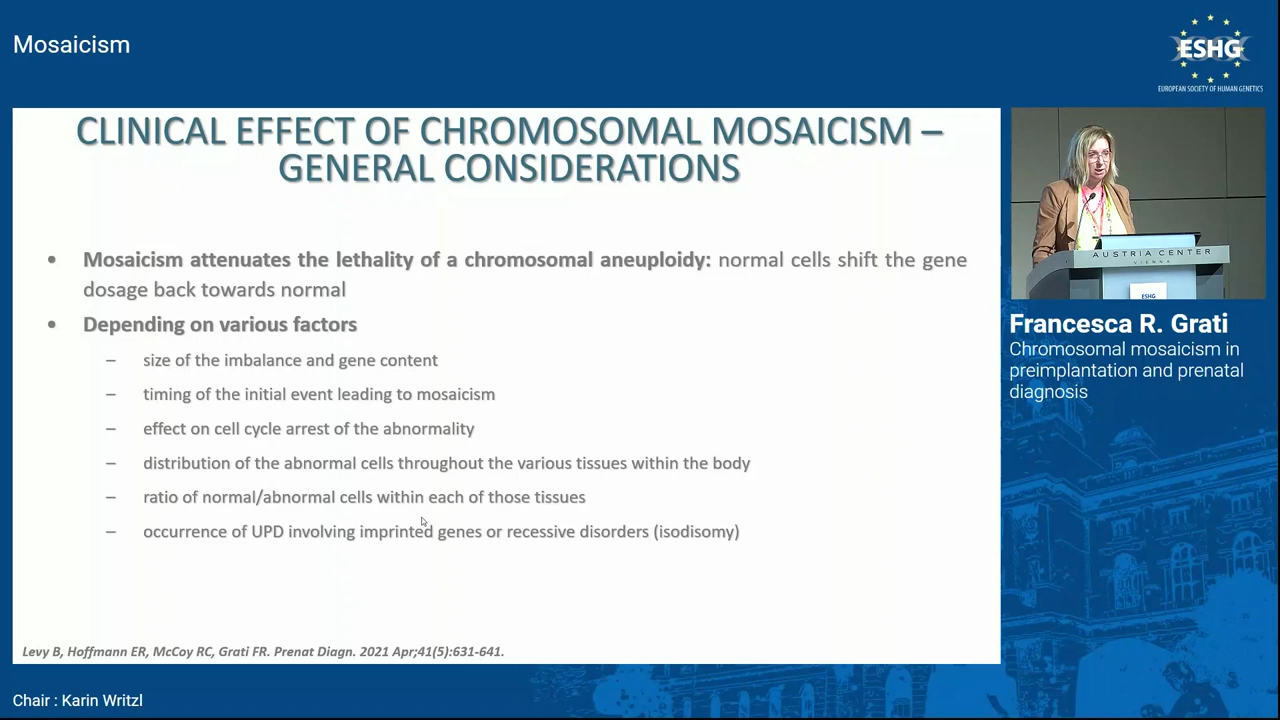 Mosaicism
ESHG
EUROPEAN SOCIETY OF HUMAN GENETICS
CLINICAL EFFECT OF CHROMOSOMAL MOSAICISM –
GENERAL CONSIDERATIONS
• Mosaicism attenuates the lethality of a chromosomal aneuploidy: normal cells shift the gene
dosage back towards normal
• Depending on various factors
– size of the imbalance and gene content
– timing of the initial event leading to mosaicism
– effect on cell cycle arrest of the abnormality
– distribution of the abnormal cells throughout the various tissues within the body
– ratio of normal/abnormal cells within each of those tissues
– occurrence of UPD involving imprinted genes or recessive disorders (isodisomy)
Levy B, Hoffmann ER, McCoy RC, Grati FR. Prenat Diagn. 2021 Apr;41(5):631-641.
AUSTRIA CENTER
VIENNA
ESHG
Francesca R. Grati
Chromosomal mosaicism in
preimplantation and prenatal
diagnosis
Chair : Karin Writzl